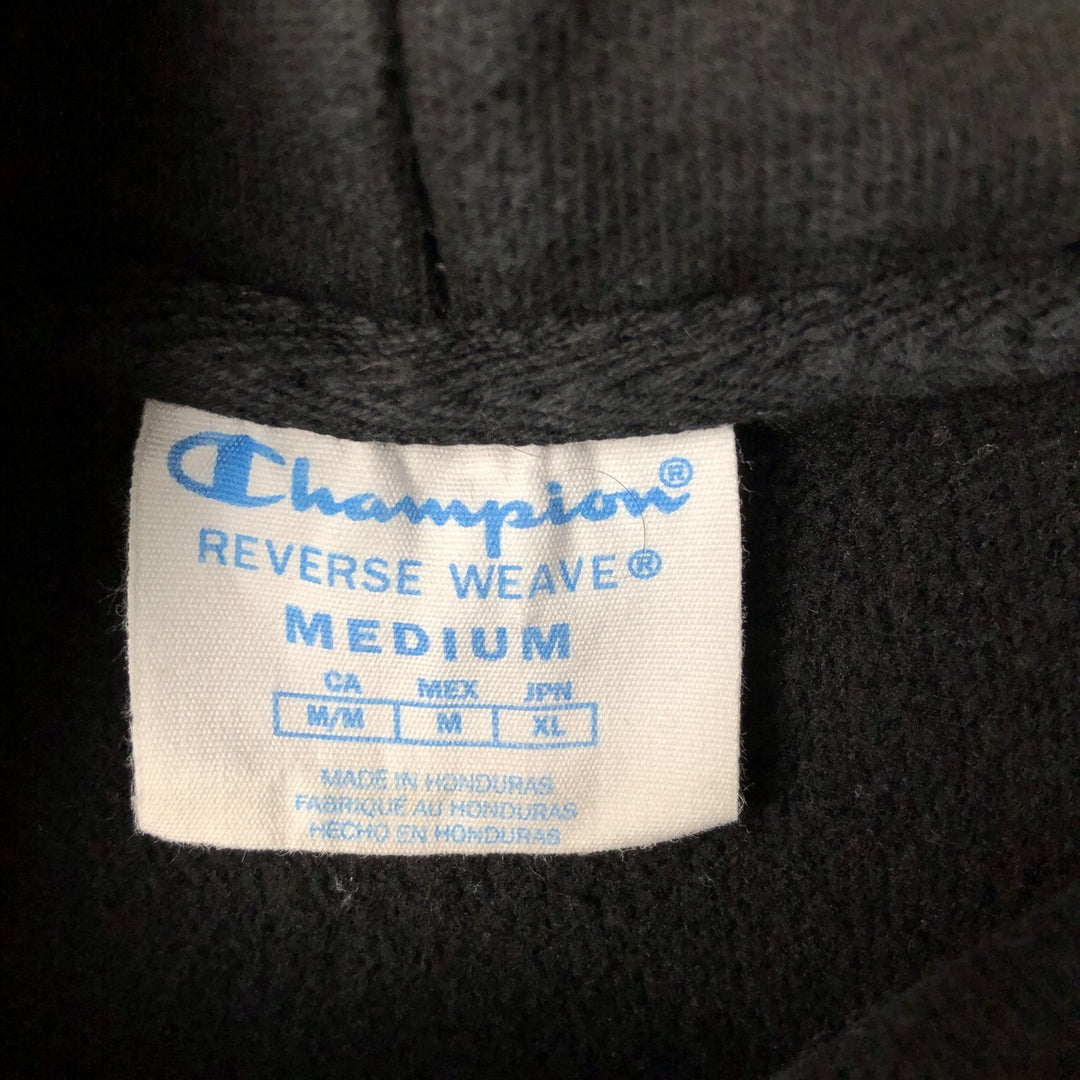 Champion®
REVERSE WEAVE®
MEDIUM
CA MEX JPN
M/M M XL
MADE IN HONDURAS
FABRIQUÉ AU HONDURAS
HECHO EN HONDURAS